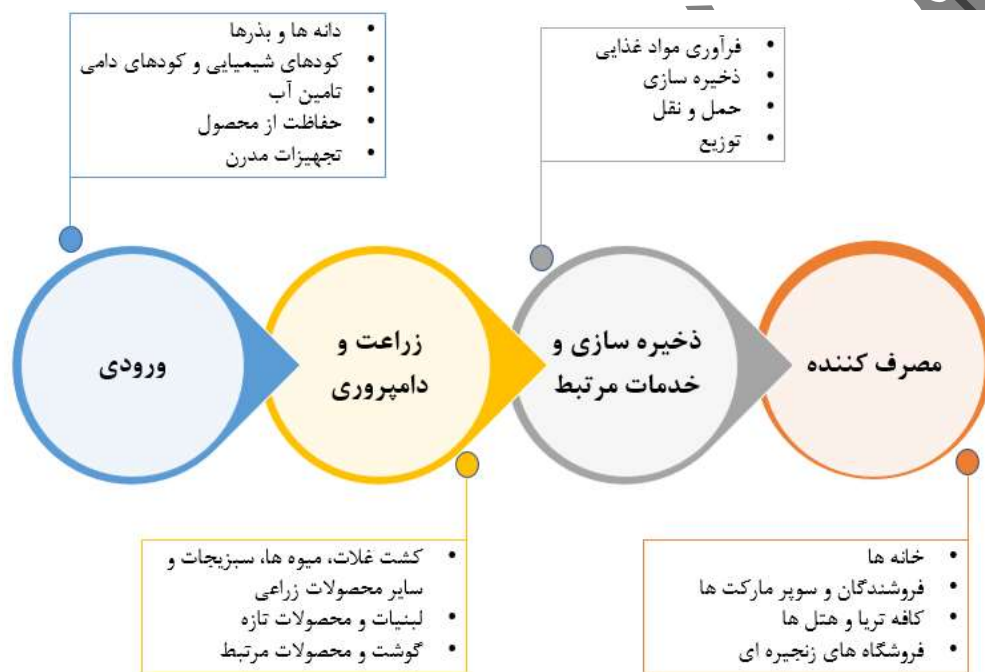 دانه ها و بذرها
کودهای شیمیایی و کودهای دامی
تامین آب
حفاظت از محصول
تجهیزات مدرن
فرآوری مواد غذایی
ذخیره سازی
حمل و نقل
توزیع
ورودی
زراعت و
دامپروری
ذخیره سازی و
خدمات مرتبط
مصرف کننده
کشت غلات، میوه ها، سبزیجات و
سایر محصولات زراعی
لبنیات و محصولات تازه
گوشت و محصولات مرتبط
خانه ها
فروشندگان و سوپر مارکت ها
کافه تریا و هتل ها
فروشگاه های زنجیره ای